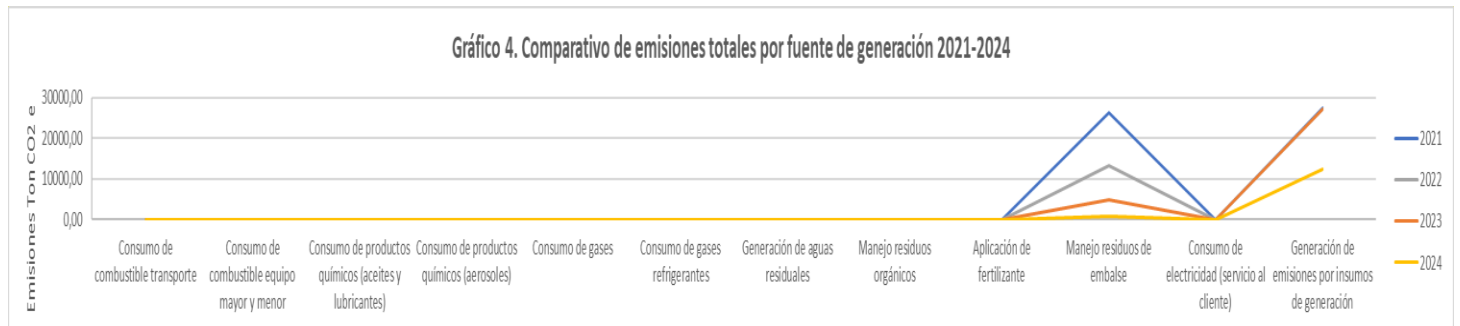 Gráfico 4. Comparativo de emisiones totales por fuente de generación 2021-2024
Emisiones Ton CO2 e
30000,00
20000,00
10000,00
0,00
Consumo de
combustible transporte
Consumo de
combustible equipo
mayor y menor
Consumo de productos
químicos (aceites y
lubricantes)
Consumo de productos
químicos (aerosoles)
Consumo de gases
Consumo de gases
refrigerantes
Generación de aguas
residuales
Manejo residuos
orgánicos
Aplicación de
fertilizante
Manejo residuos de
embalse
Consumo de
electricidad (servicio al
cliente)
Generación de
emisiones por insumos
de generación
2021
2022
2023
2024